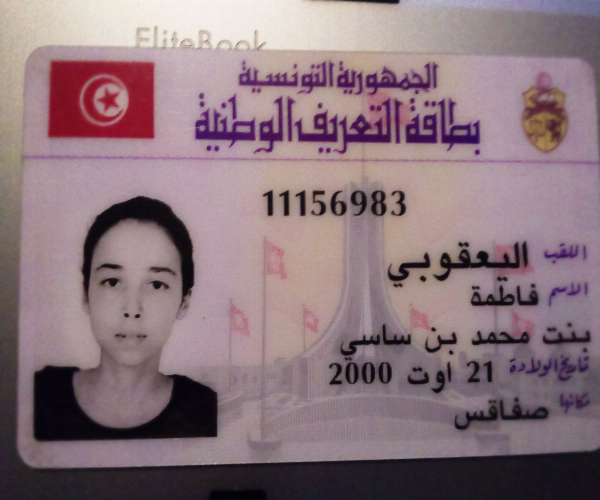 EliteBook
الجمهورية التونسية
بطاقة التعريف الوطنية
11156983
اللقب اليعقوبي
الاسم فاطمة
بنت محمد بن ساسي
تاريخ الولادة 21 اوت 2000
مكانها صفاقس